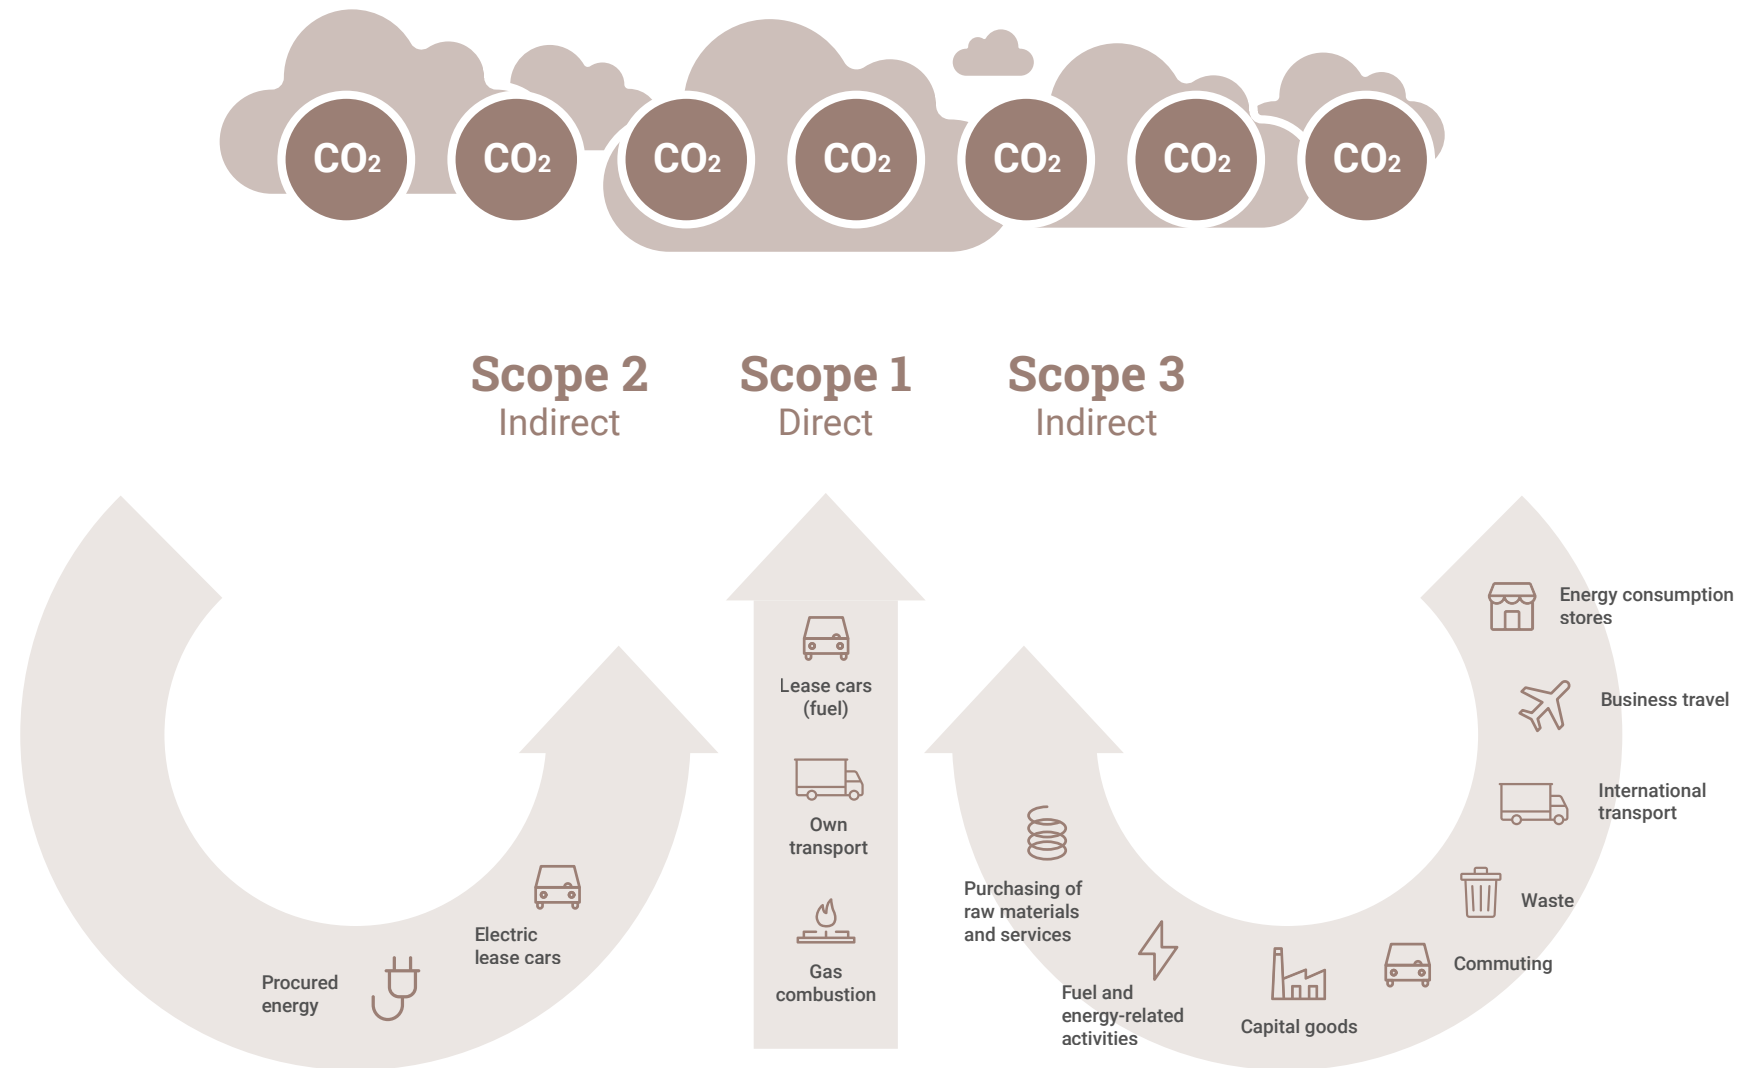 CO2 CO2 CO2 CO2 CO2 CO2 CO2
Scope 2
Indirect
Scope 1
Direct
Scope 3
Indirect
Procured
energy
Electric
lease cars
Lease cars
(fuel)
Own
transport
Gas
combustion
Purchasing of
raw materials
and services
Fuel and
energy-related
activities
Capital goods
Commuting
Waste
International
transport
Business travel
Energy consumption
stores